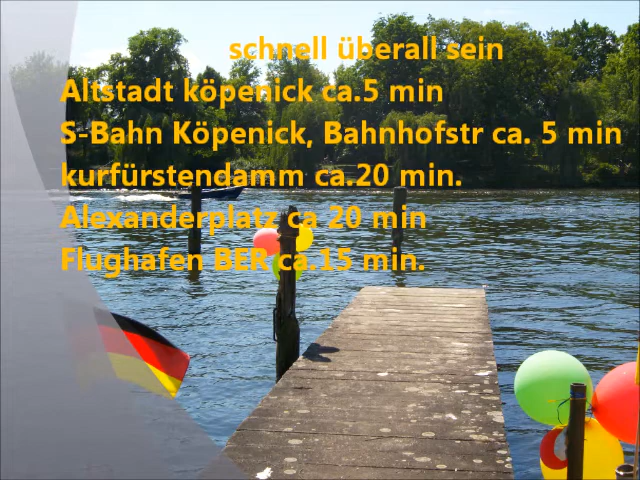 schnell überall sein
Altstadt köpenick ca.5 min
S-Bahn Köpenick, Bahnhofstr ca. 5 min
kurfürstendamm ca.20 min.
Alexanderplatz ca 20 min
Flughafen BER ca.15 min.